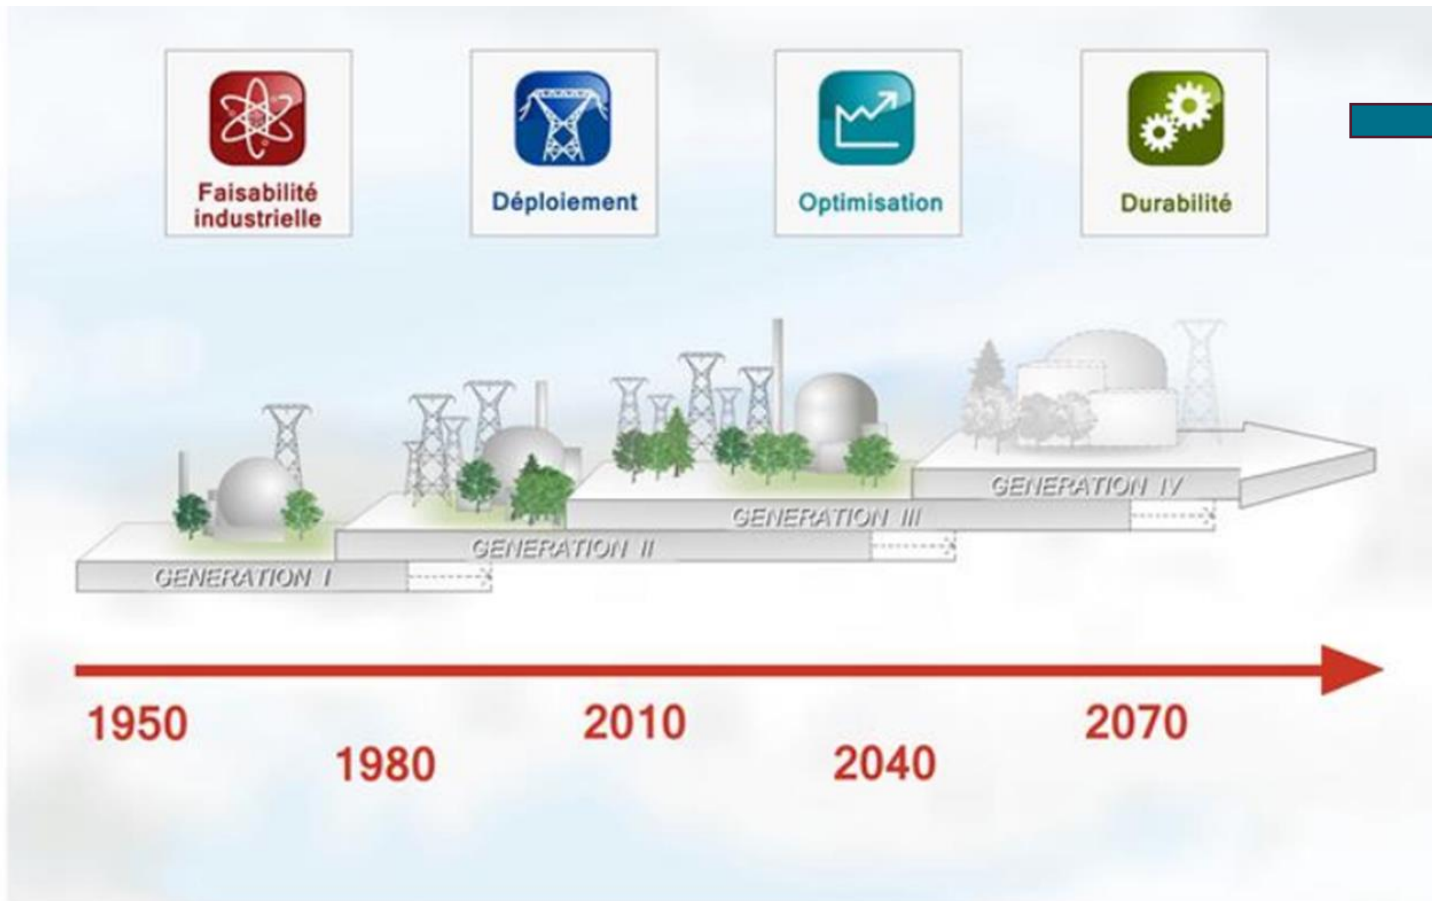 Faisabilité
industrielle
Déploiement
Optimisation
Durabilité
GENERATION IV
GENERATION III
GENERATION II
GENERATION I
1950
1980
2010
2040
2070